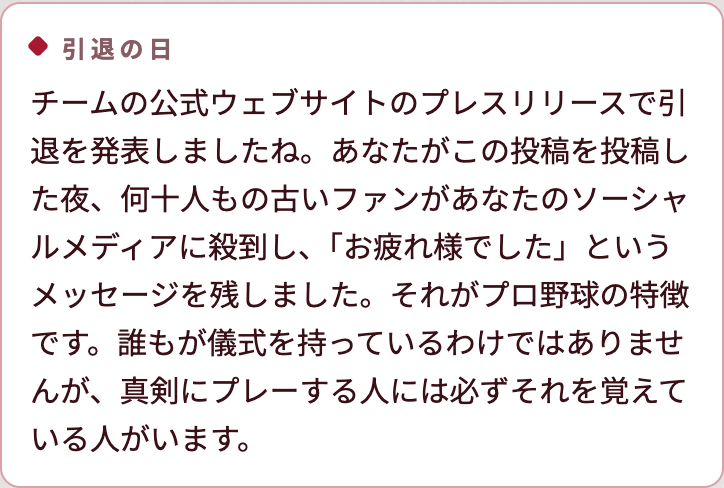 引退の日
チームの公式ウェブサイトのプレスリリースで引
退を発表しましたね。あなたがこの投稿を投稿し
た夜、何十人もの古いファンがあなたのソーシャ
ルメディアに殺到し、「お疲れ様でした」という
メッセージを残しました。それがプロ野球の特徴
です。誰もが儀式を持っているわけではありませ
んが、真剣にプレーする人には必ずそれを覚えて
いる人がいます。